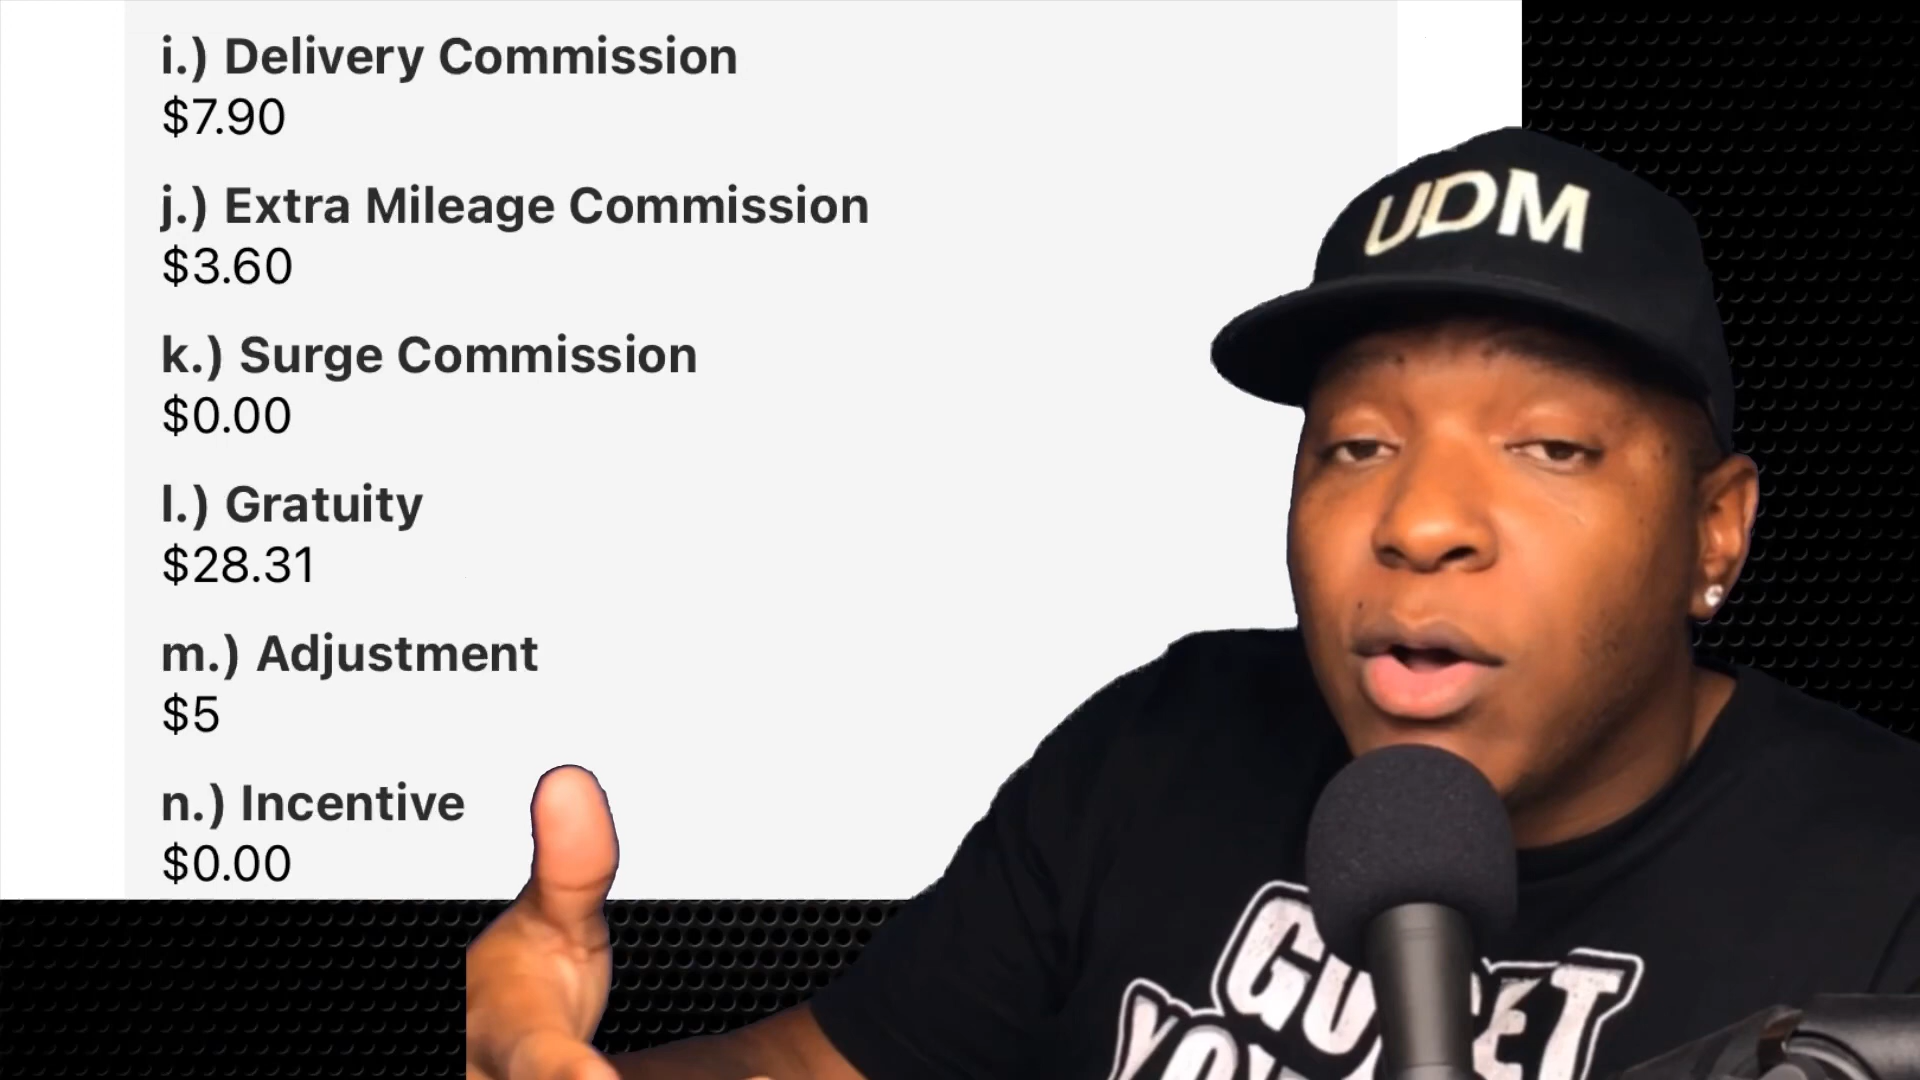 i.) Delivery Commission
$7.90
j.) Extra Mileage Commission
$3.60
k.) Surge Commission
$0.00
l.) Gratuity
$28.31
m.) Adjustment
$5
n.) Incentive
$0.00
UDM